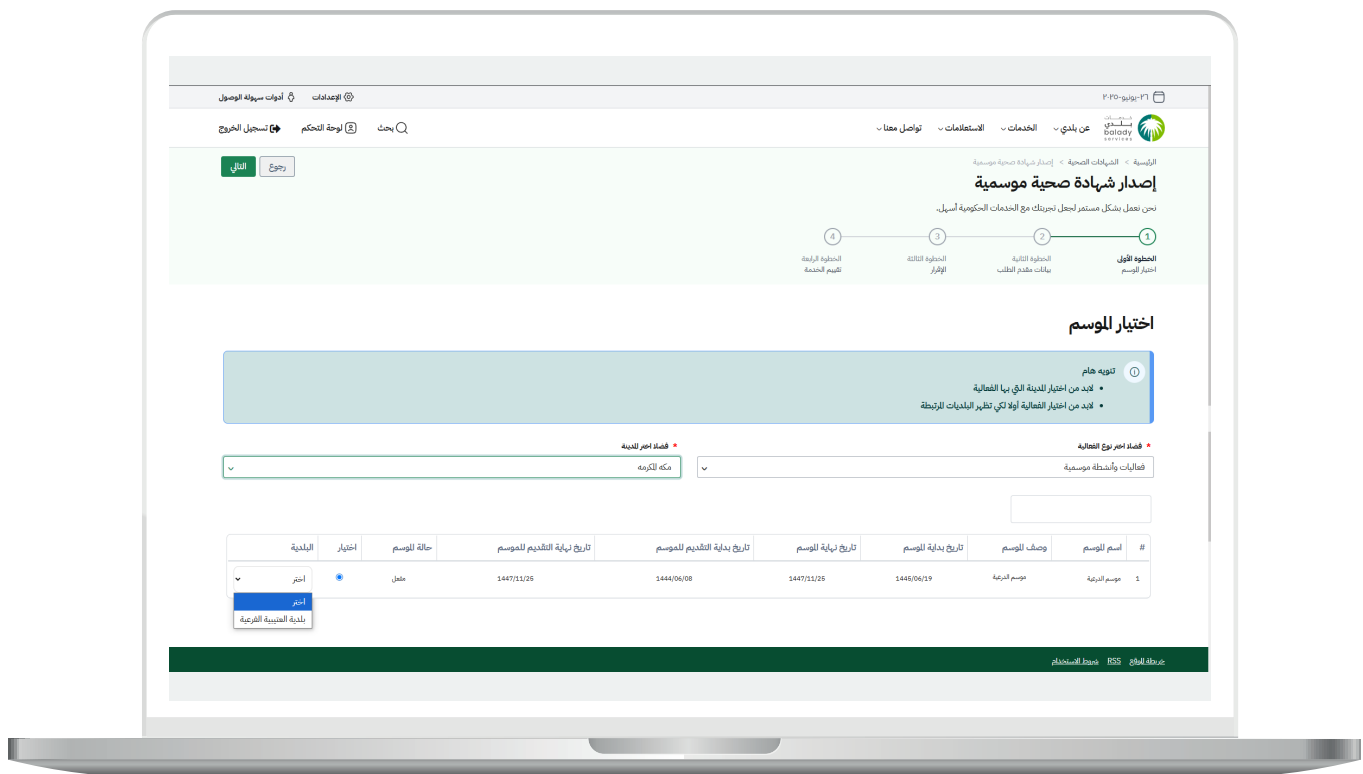 ٢٦-يونيو-٢٠٢٥
الإعدادات
أدوات سهولة الوصول
خدمات
بلدي
balady
services
عن بلدي
الخدمات
الاستعلامات
تواصل معنا
بحث
لوحة التحكم
تسجيل الخروج
الرئيسية > الشهادات الصحية > إصدار شهادة صحية موسمية
رجوع
التالي
إصدار شهادة صحية موسمية
نحن نعمل بشكل مستمر لجعل تجربتك مع الخدمات الحكومية أسهل.
1 2 3 4
الخطوة الأولى الخطوة الثانية الخطوة الثالثة الخطوة الرابعة
اختيار الموسم بيانات مقدم الطلب الإقرار تقييم الخدمة
اختيار الموسم
تنويه هام
• لابد من اختيار المدينة التي بها الفعالية
• لابد من اختيار الفعالية أولا لكي تظهر البلديات المرتبطة
* فضلا اختر نوع الفعالية
* فضلا اختر المدينة
فعاليات وأنشطة موسمية
مكه المكرمه
# اسم الموسم وصف الموسم تاريخ بداية الموسم تاريخ نهاية الموسم تاريخ بداية التقديم للموسم تاريخ نهاية التقديم للموسم حالة الموسم اختيار البلدية
1 موسم الدرعية موسم الدرعية 1445/06/19 1447/11/25 1444/06/08 1447/11/25 مفعل اختر
اختر
بلدية العتيبية الفرعية
خريطة الموقع RSS شروط الاستخدام